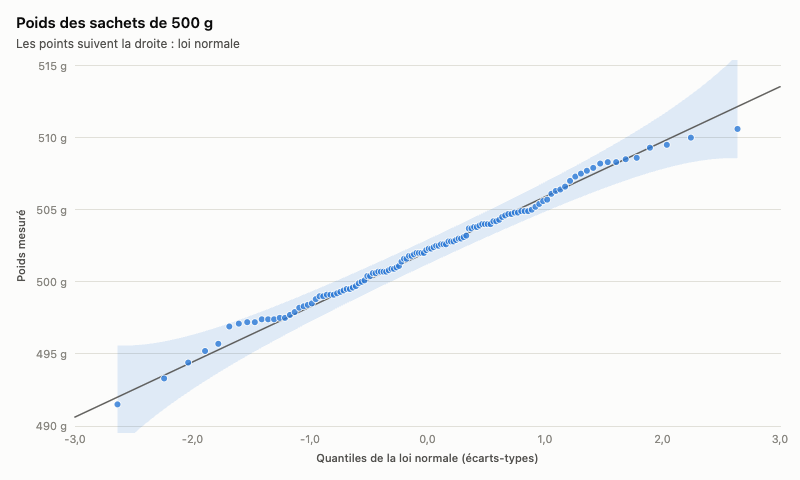 Poids des sachets de 500 g
Les points suivent la droite : loi normale
515 g
510 g
505 g
500 g
495 g
490 g
Poids mesuré
-3,0
-2,0
-1,0
0,0
1,0
2,0
3,0
Quantiles de la loi normale (écarts-types)